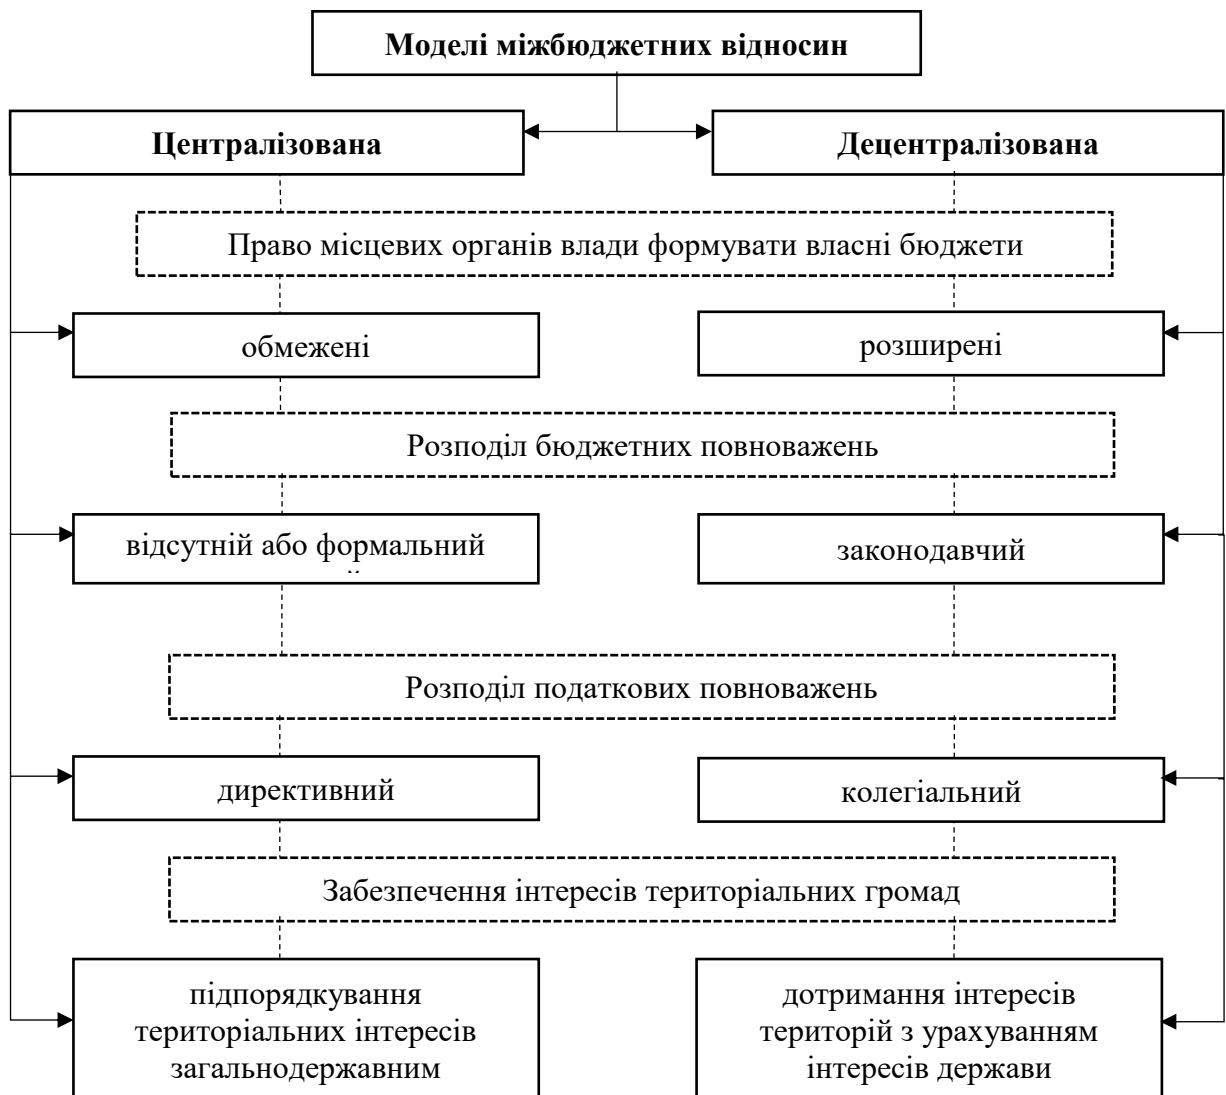 Моделі міжбюджетних відносин
Централізована
Децентралізована
Право місцевих органів влади формувати власні бюджети
обмежені
розширені
Розподіл бюджетних повноважень
відсутній або формальний
законодавчий
Розподіл податкових повноважень
директивний
колегіальний
Забезпечення інтересів територіальних громад
підпорядкування
територіальних інтересів
загальнодержавним
дотримання інтересів
територій з урахуванням
інтересів держави